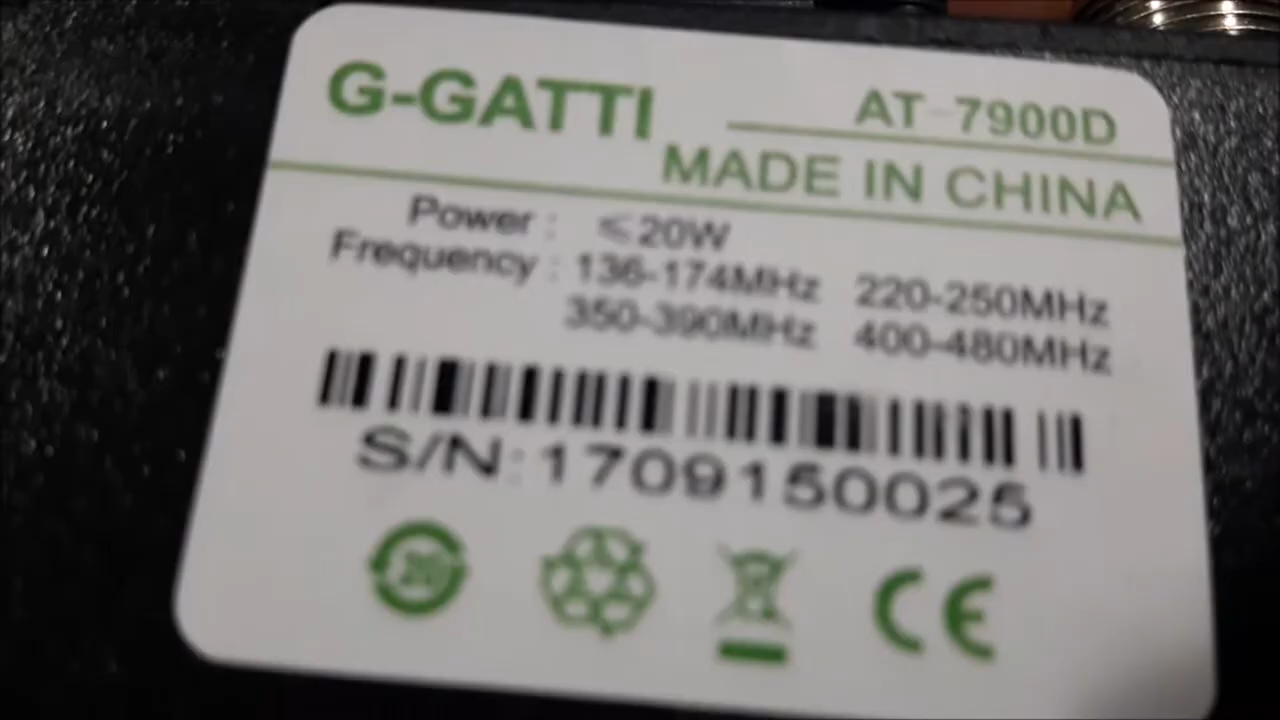 G-GATTI
AT-7900D
MADE IN CHINA
Power : ≤20W
Frequency : 136-174MHz 220-250MHz
350-390MHz 400-480MHz
S/N:1709150025
20
CE